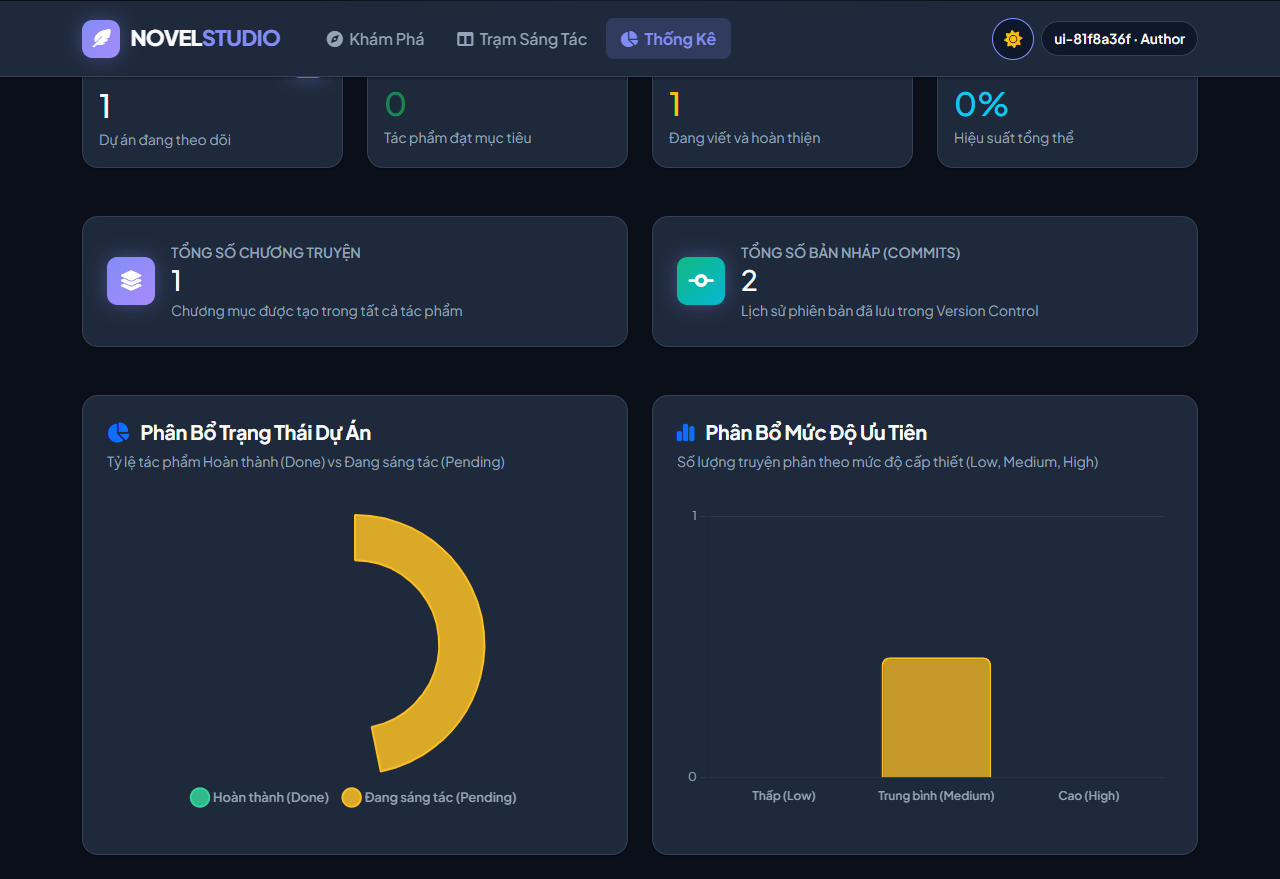 NOVELSTUDIO
Khám Phá
Trạm Sáng Tác
Thống Kê
ui-81f8a36f · Author
1
Dự án đang theo dõi
0
Tác phẩm đạt mục tiêu
1
Đang viết và hoàn thiện
0%
Hiệu suất tổng thể
TỔNG SỐ CHƯƠNG TRUYỆN
1
Chương mục được tạo trong tất cả tác phẩm
TỔNG SỐ BẢN NHÁP (COMMITS)
2
Lịch sử phiên bản đã lưu trong Version Control
Phân Bổ Trạng Thái Dự Án
Tỷ lệ tác phẩm Hoàn thành (Done) vs Đang sáng tác (Pending)
Hoàn thành (Done)
Đang sáng tác (Pending)
Phân Bổ Mức Độ Ưu Tiên
Số lượng truyện phân theo mức độ cấp thiết (Low, Medium, High)
1
0
Thấp (Low)
Trung bình (Medium)
Cao (High)